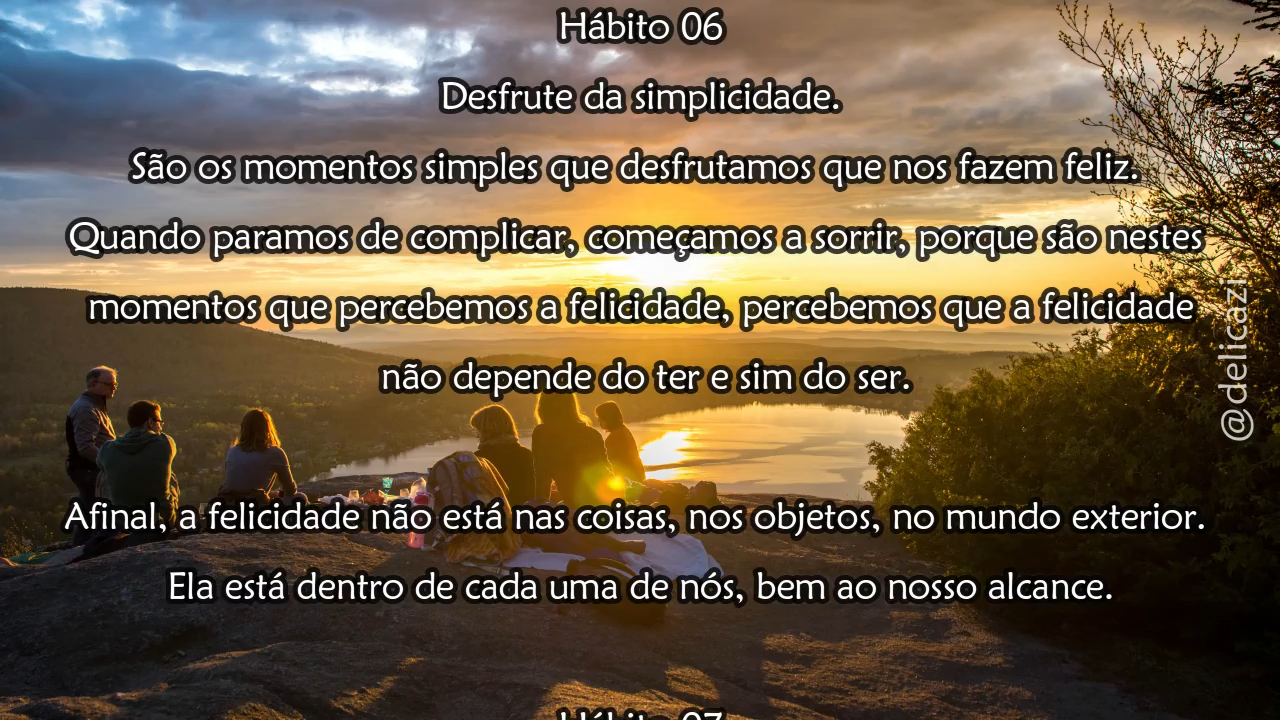 Hábito 06
Desfrute da simplicidade.
São os momentos simples que desfrutamos que nos fazem feliz.
Quando paramos de complicar, começamos a sorrir, porque são nestes
momentos que percebemos a felicidade, percebemos que a felicidade
não depende do ter e sim do ser.
@delicazi
Afinal, a felicidade não está nas coisas, nos objetos, no mundo exterior.
Ela está dentro de cada uma de nós, bem ao nosso alcance.
Hábito 07